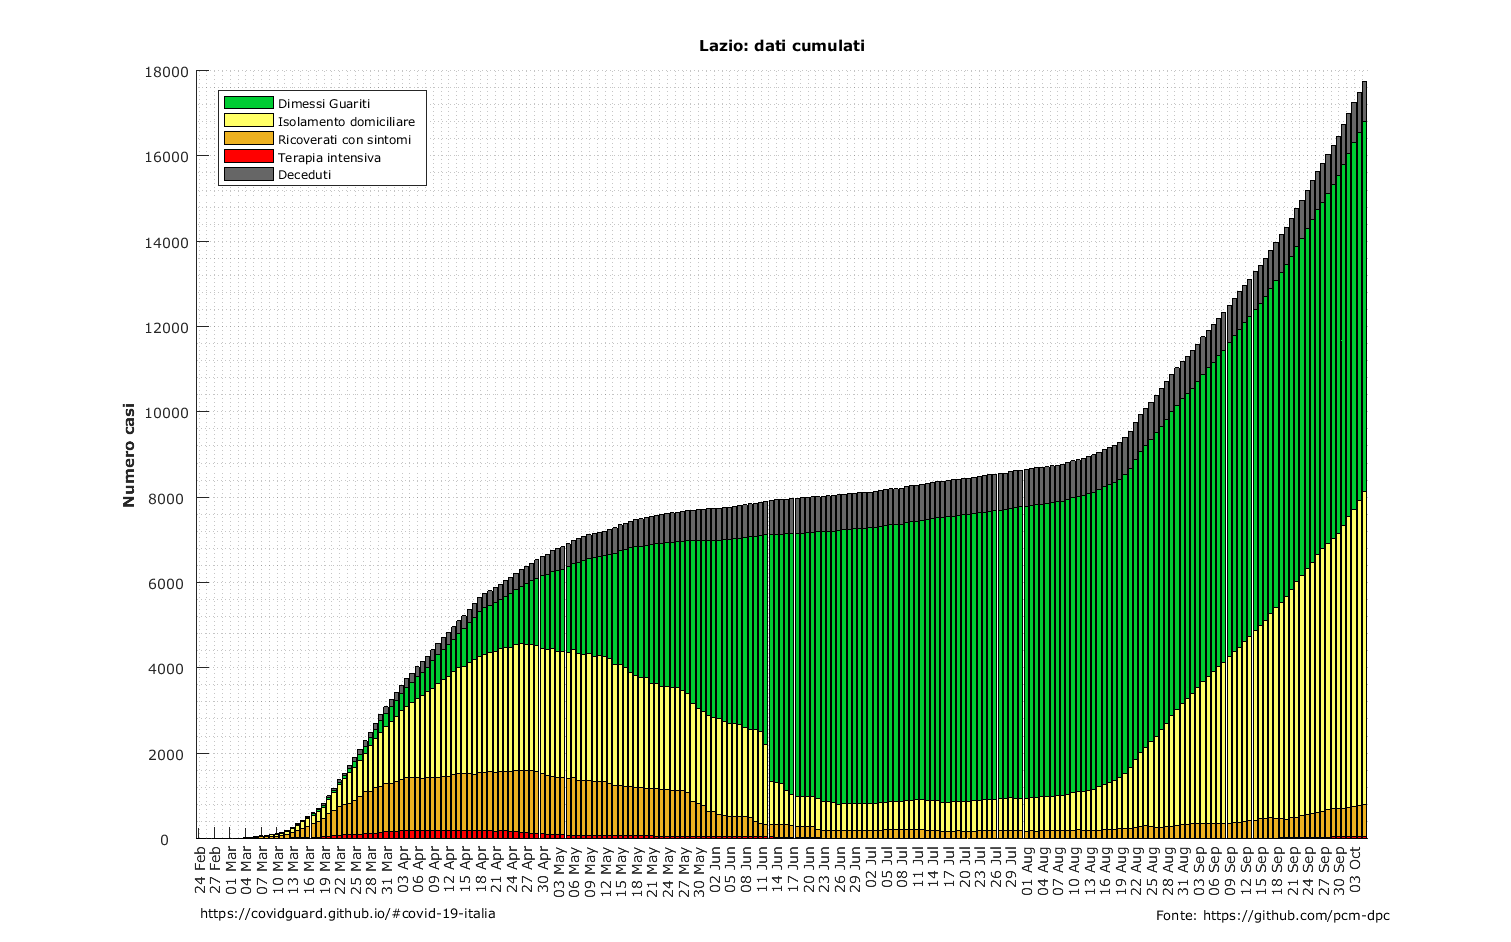 Lazio: dati cumulati
18000
16000
14000
12000
10000
8000
6000
4000
2000
0
Numero casi
Dimessi Guariti
Isolamento domiciliare
Ricoverati con sintomi
Terapia intensiva
Deceduti
24 Feb
27 Feb
01 Mar
04 Mar
07 Mar
10 Mar
13 Mar
16 Mar
19 Mar
22 Mar
25 Mar
28 Mar
31 Mar
03 Apr
06 Apr
09 Apr
12 Apr
15 Apr
18 Apr
21 Apr
24 Apr
27 Apr
30 Apr
03 May
06 May
09 May
12 May
15 May
18 May
21 May
24 May
27 May
30 May
02 Jun
05 Jun
08 Jun
11 Jun
14 Jun
17 Jun
20 Jun
23 Jun
26 Jun
29 Jun
02 Jul
05 Jul
08 Jul
11 Jul
14 Jul
17 Jul
20 Jul
23 Jul
26 Jul
29 Jul
01 Aug
04 Aug
07 Aug
10 Aug
13 Aug
16 Aug
19 Aug
22 Aug
25 Aug
28 Aug
31 Aug
03 Sep
06 Sep
09 Sep
12 Sep
15 Sep
18 Sep
21 Sep
24 Sep
27 Sep
30 Sep
03 Oct
https://covidguard.github.io/#covid-19-italia
Fonte: https://github.com/pcm-dpc